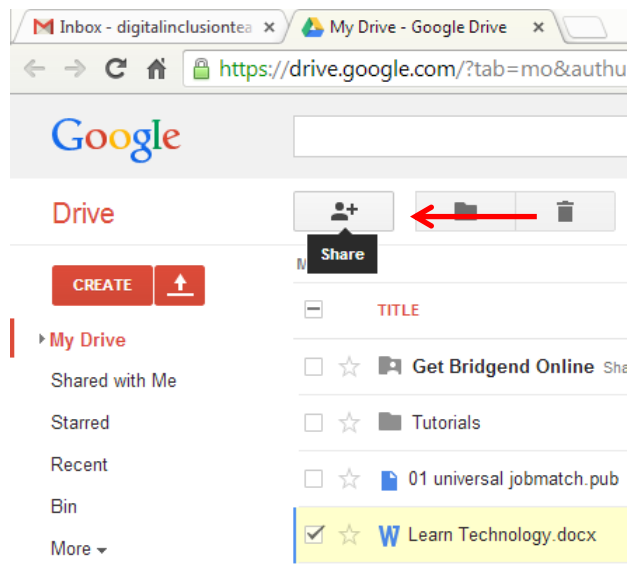 Inbox - digitalinclusiontea
My Drive - Google Drive
https://drive.google.com/?tab=mo&authu
Google
Drive
Share
CREATE
TITLE
My Drive
Get Bridgend Online Sha
Shared with Me
Starred
Tutorials
Recent
01 universal jobmatch.pub
Bin
Learn Technology.docx
More